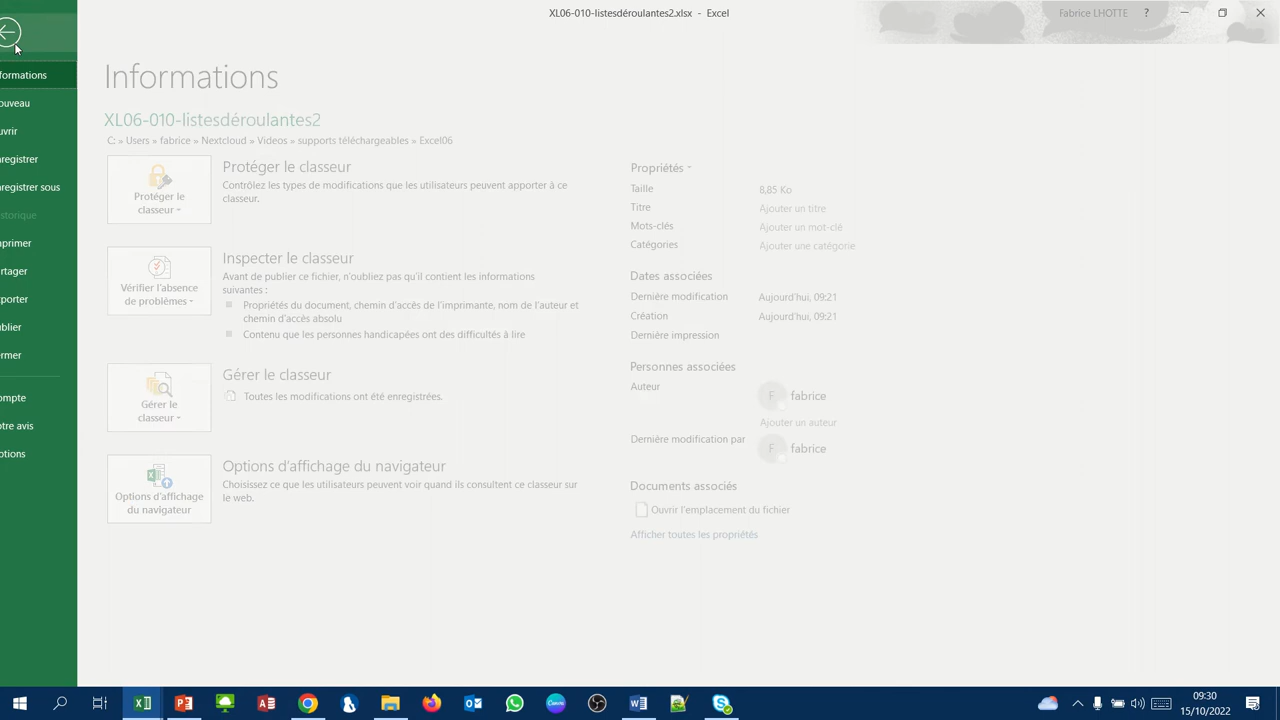 XL06-010-listesdéroulantes2.xlsx - Excel
Fabrice LHOTTE
?
formations
ouveau
uvrir
registrer
registrer sous
storique
primer
rtager
porter
blier
rmer
ompte
tre avis
tions
Informations
XL06-010-listesdéroulantes2
C: » Users » fabrice » Nextcloud » Videos » supports téléchargeables » Excel06
Protéger le
classeur
Protéger le classeur
Contrôlez les types de modifications que les utilisateurs peuvent apporter à ce
classeur.
Vérifier l'absence
de problèmes
Inspecter le classeur
Avant de publier ce fichier, n'oubliez pas qu'il contient les informations
suivantes :
Propriétés du document, chemin d'accès de l'imprimante, nom de l'auteur et
chemin d'accès absolu
Contenu que les personnes handicapées ont des difficultés à lire
Gérer le
classeur
Gérer le classeur
Toutes les modifications ont été enregistrées.
Options d'affichage
du navigateur
Options d'affichage du navigateur
Choisissez ce que les utilisateurs peuvent voir quand ils consultent ce classeur sur
le web.
Propriétés
Taille 8,85 Ko
Titre Ajouter un titre
Mots-clés Ajouter un mot-clé
Catégories Ajouter une catégorie
Dates associées
Dernière modification Aujourd'hui, 09:21
Création Aujourd'hui, 09:21
Dernière impression
Personnes associées
Auteur
F fabrice
Ajouter un auteur
Dernière modification par
F fabrice
Documents associés
Ouvrir l'emplacement du fichier
Afficher toutes les propriétés
09:30
15/10/2022